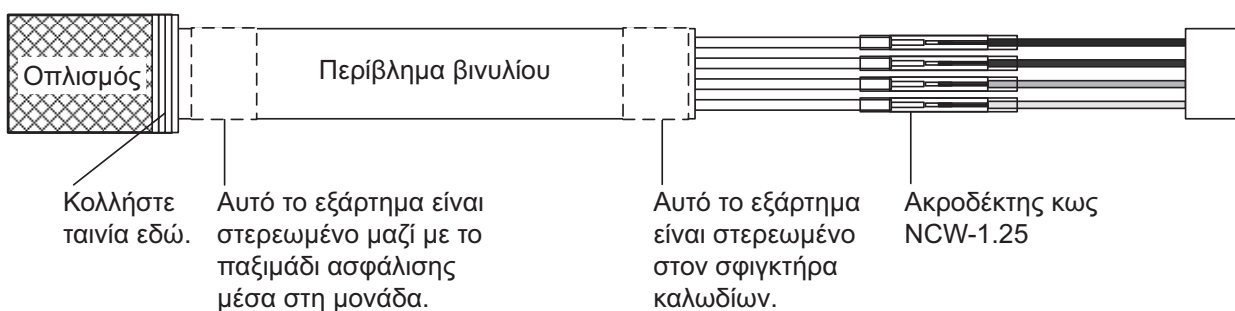 Οπλισμός
Περίβλημα βινυλίου
Κολλήστε
ταινία εδώ.
Αυτό το εξάρτημα είναι
στερεωμένο μαζί με το
παξιμάδι ασφάλισης
μέσα στη μονάδα.
Αυτό το εξάρτημα
είναι στερεωμένο
στον σφιγκτήρα
καλωδίων.
Ακροδέκτης κως
NCW-1.25